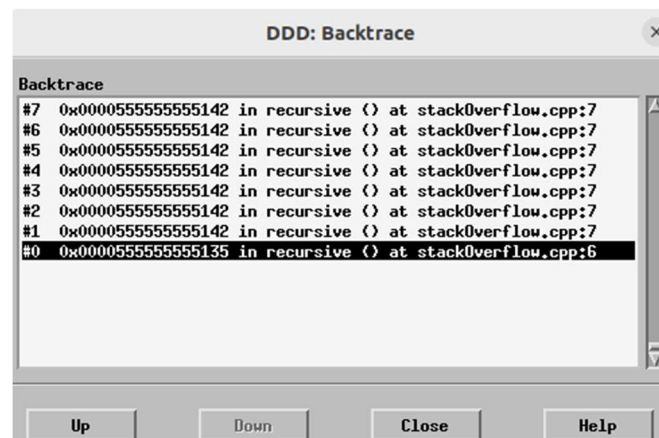 DDD: Backtrace
Backtrace
#7 0x0000555555555142 in recursive () at stackOverflow.cpp:7
#6 0x0000555555555142 in recursive () at stackOverflow.cpp:7
#5 0x0000555555555142 in recursive () at stackOverflow.cpp:7
#4 0x0000555555555142 in recursive () at stackOverflow.cpp:7
#3 0x0000555555555142 in recursive () at stackOverflow.cpp:7
#2 0x0000555555555142 in recursive () at stackOverflow.cpp:7
#1 0x0000555555555142 in recursive () at stackOverflow.cpp:7
#0 0x0000555555555135 in recursive () at stackOverflow.cpp:6
Up Down Close Help